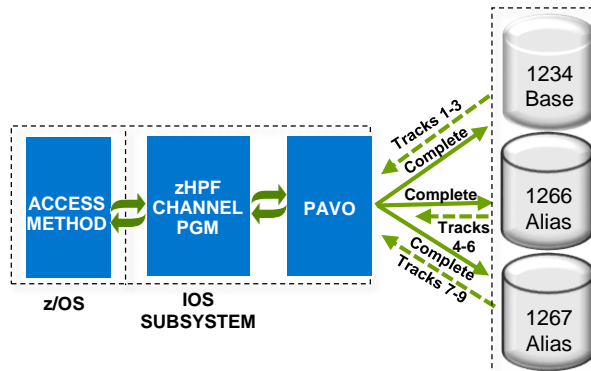 ACCESS
METHOD
zHPF
CHANNEL
PGM
PAVO
z/OS
IOS
SUBSYSTEM
Tracks 1-3
Complete
Complete
Tracks
4-6
Complete
Tracks 7-9
1234
Base
1266
Alias
1267
Alias